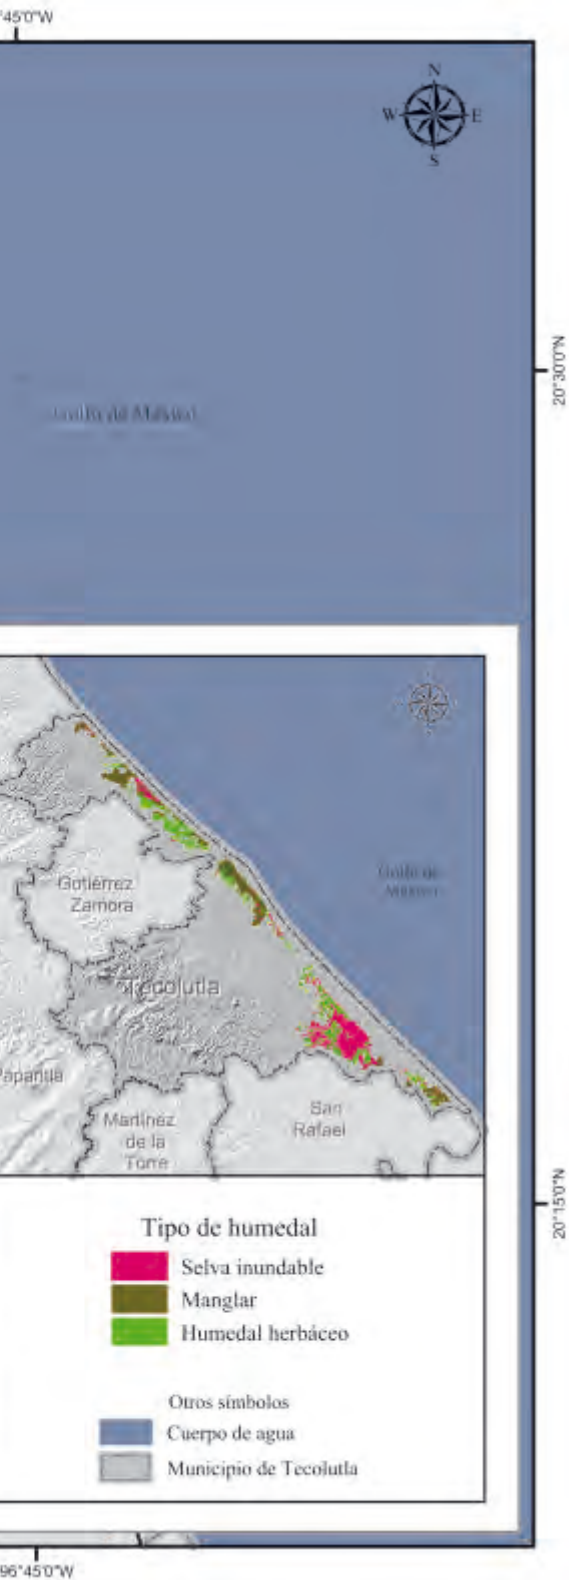 °45'0"W
N
W
E
S
20°30'0"N
Golfo de México
Golfo de
México
Gutiérrez
Zamora
Tecolutla
Papantla
Martínez
de la
Torre
San
Rafael
20°15'0"N
Tipo de humedal
Selva inundable
Manglar
Humedal herbáceo
Otros símbolos
Cuerpo de agua
Municipio de Tecolutla
96°45'0"W